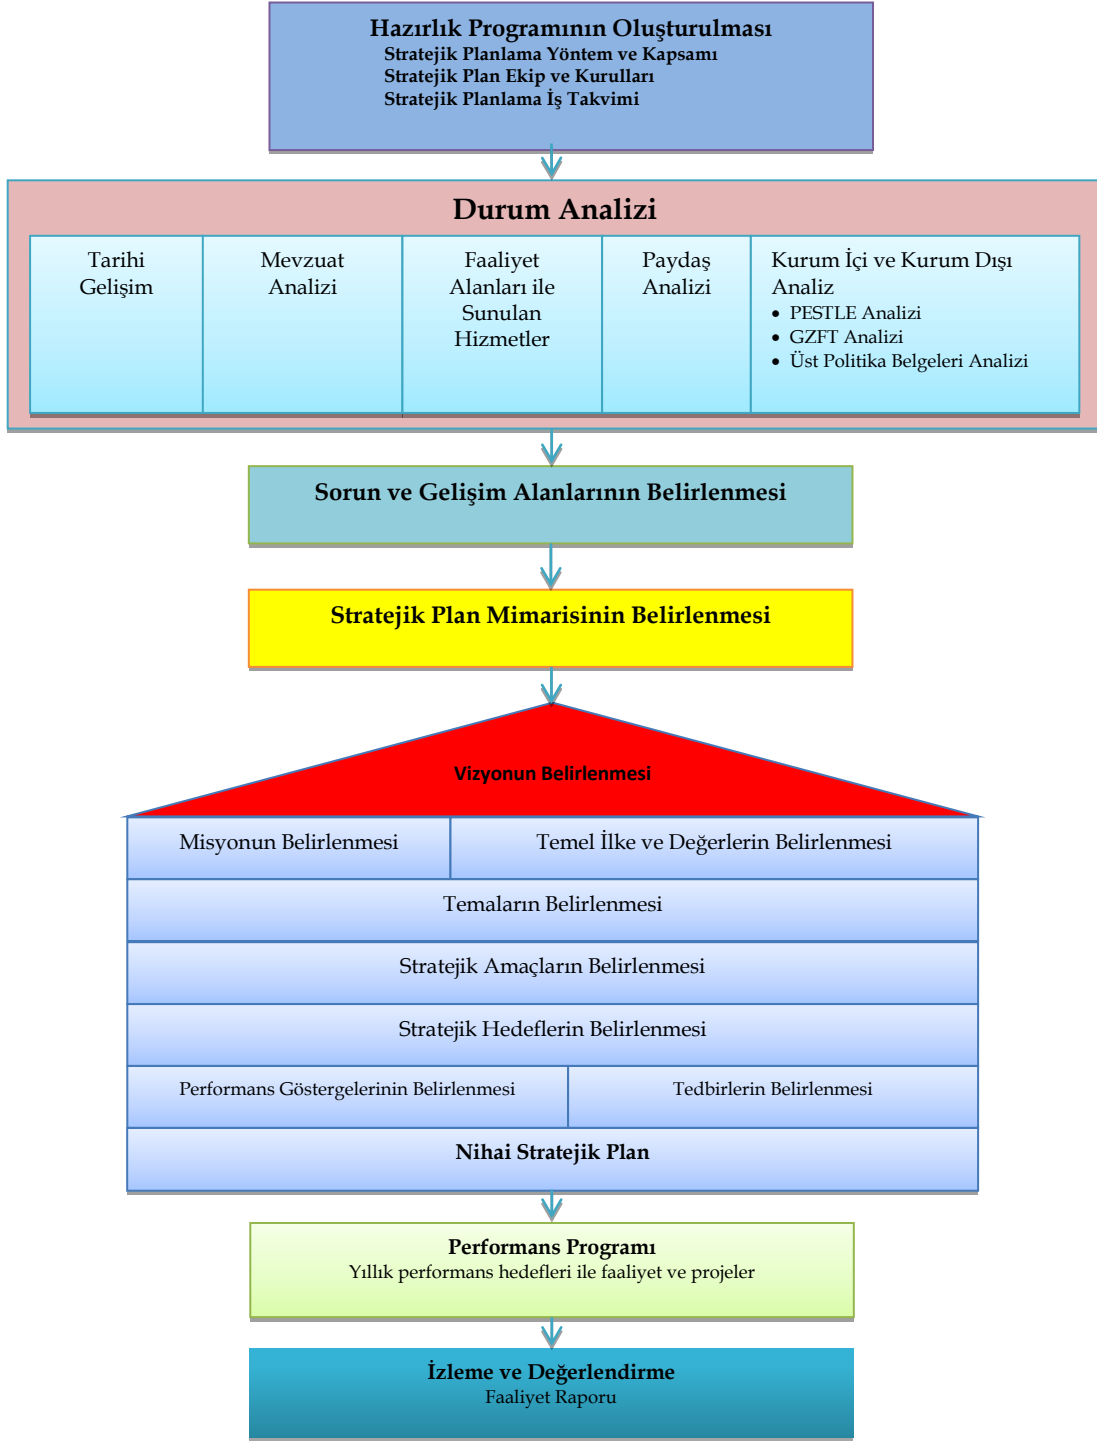 Hazırlık Programının Oluşturulması
Stratejik Planlama Yöntem ve Kapsamı
Stratejik Plan Ekip ve Kurulları
Stratejik Planlama İş Takvimi
Durum Analizi
Tarihi
Gelişim
Mevzuat
Analizi
Faaliyet
Alanları ile
Sunulan
Hizmetler
Paydaş
Analizi
Kurum İçi ve Kurum Dışı
Analiz
• PESTLE Analizi
• GZFT Analizi
• Üst Politika Belgeleri Analizi
Sorun ve Gelişim Alanlarının Belirlenmesi
Stratejik Plan Mimarisinin Belirlenmesi
Vizyonun Belirlenmesi
Misyonun Belirlenmesi
Temel İlke ve Değerlerin Belirlenmesi
Temaların Belirlenmesi
Stratejik Amaçların Belirlenmesi
Stratejik Hedeflerin Belirlenmesi
Performans Göstergelerinin Belirlenmesi
Tedbirlerin Belirlenmesi
Nihai Stratejik Plan
Performans Programı
Yıllık performans hedefleri ile faaliyet ve projeler
İzleme ve Değerlendirme
Faaliyet Raporu